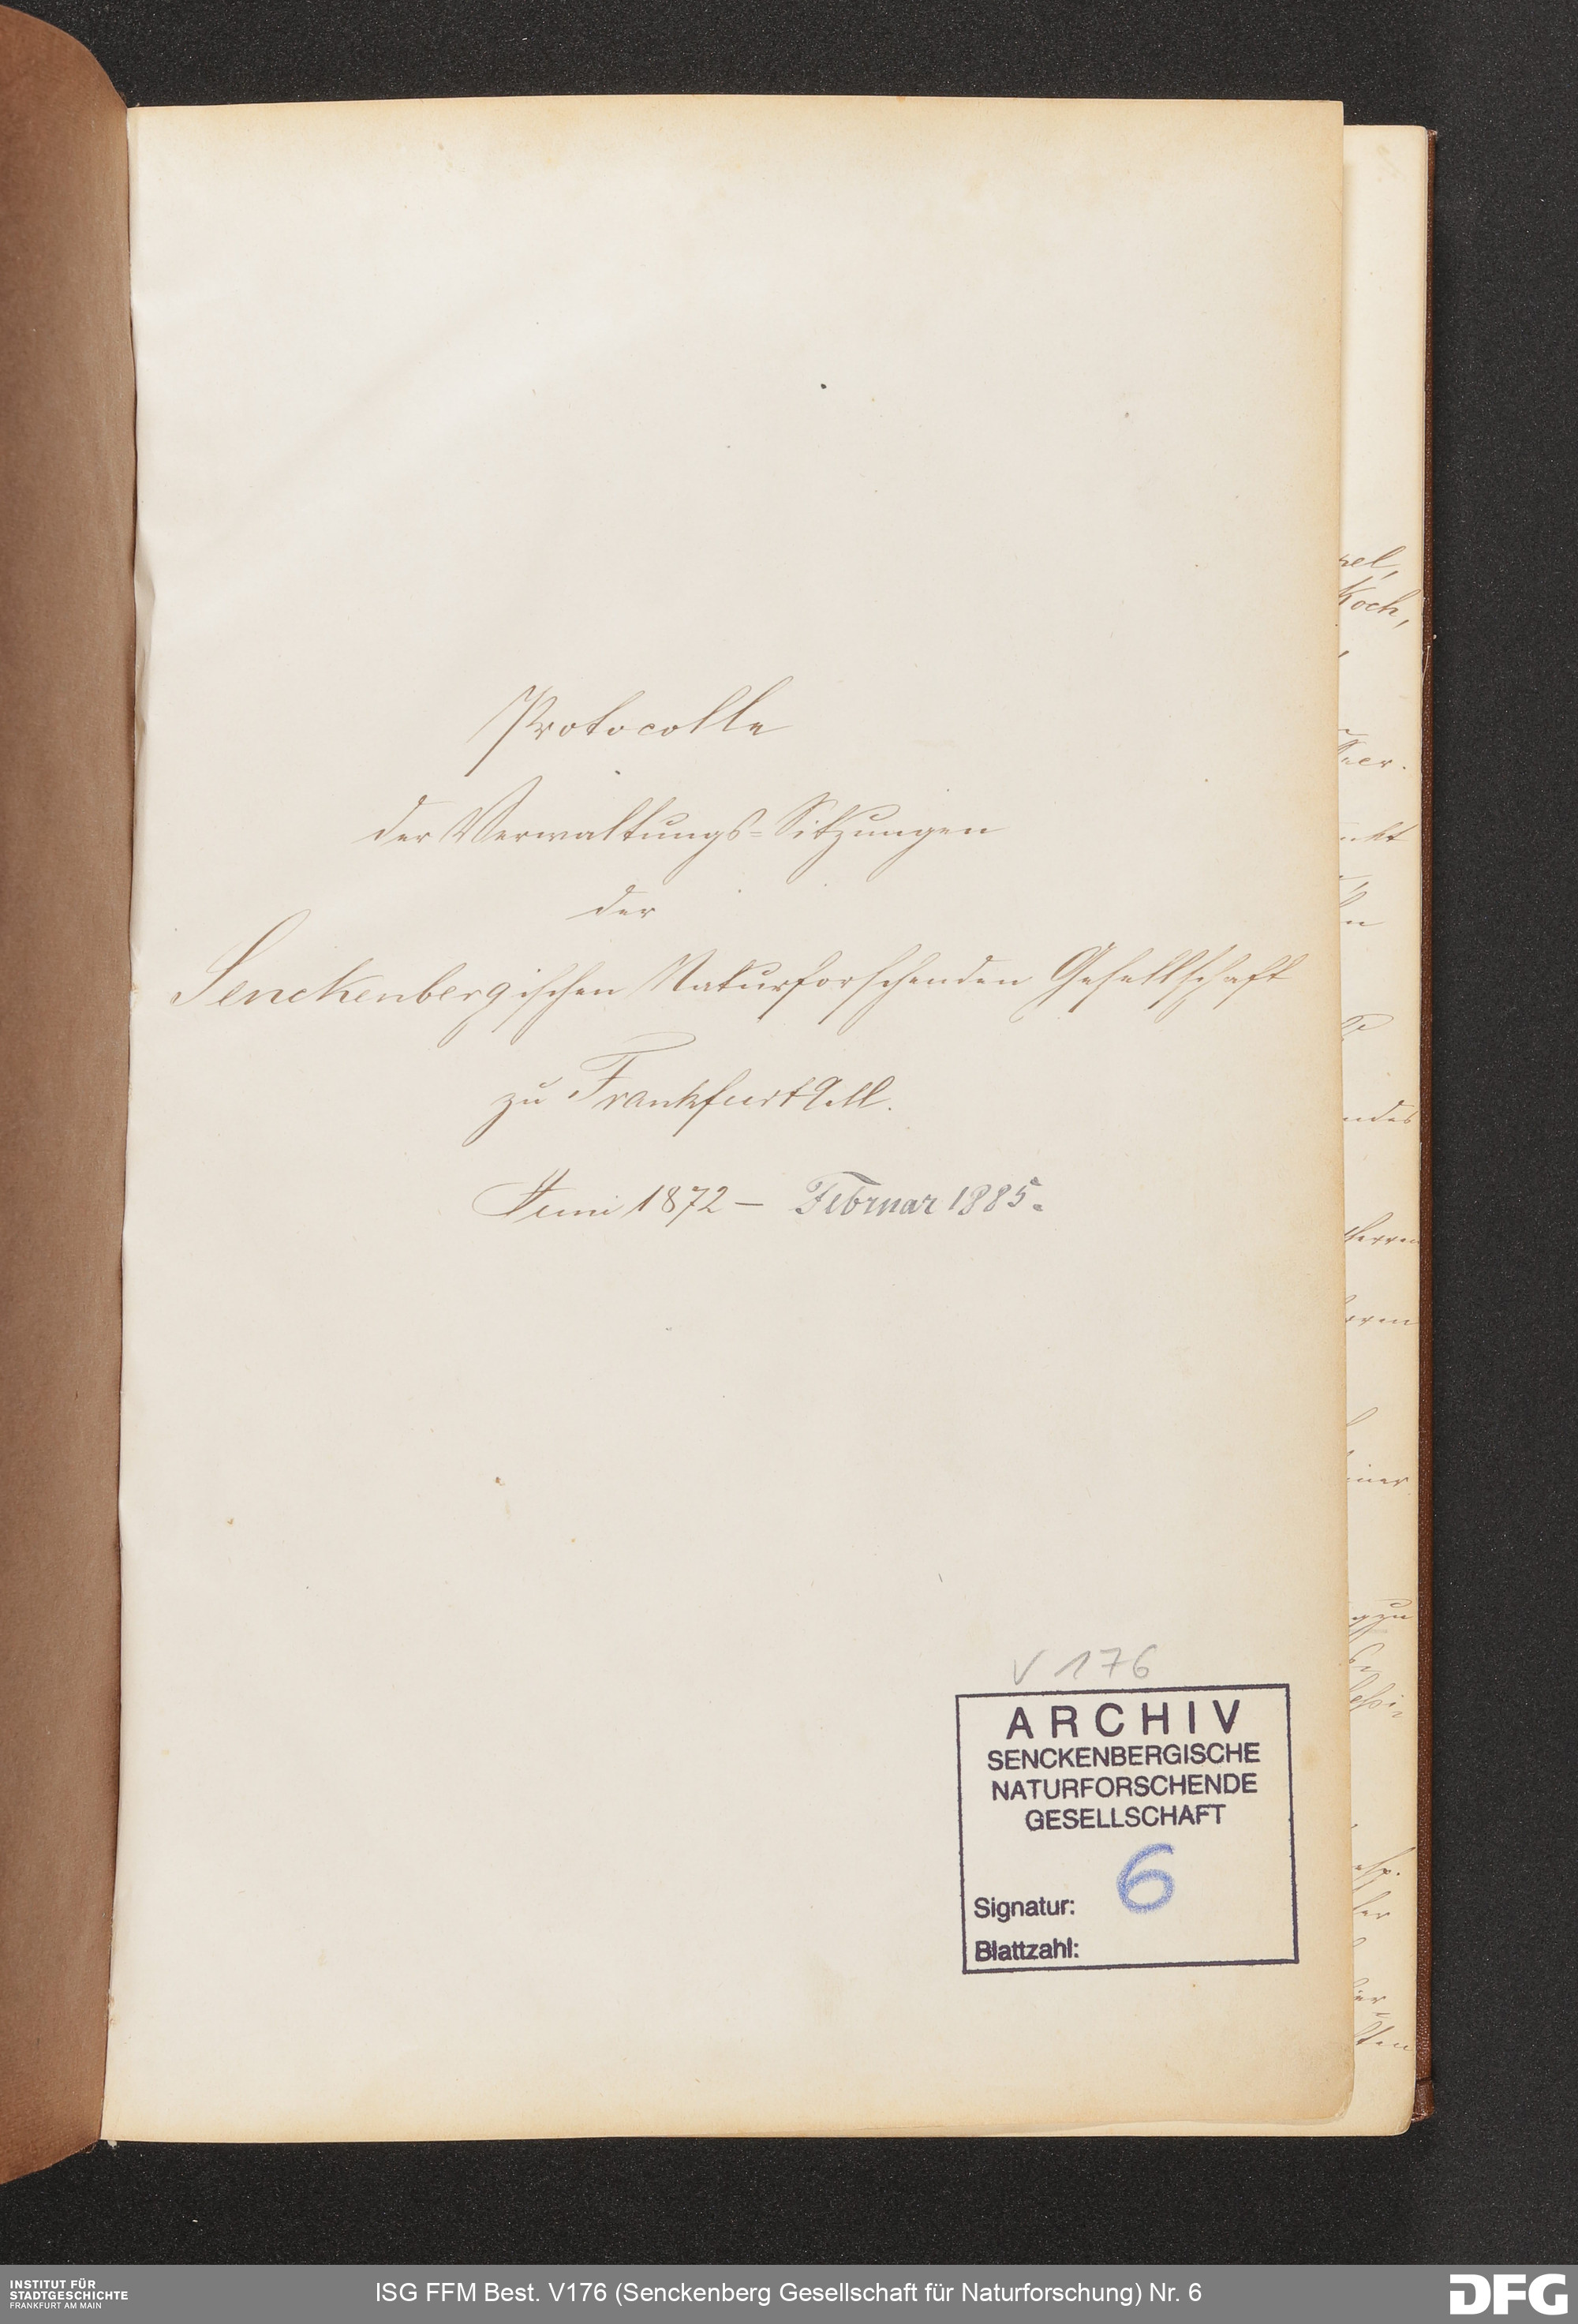 Protocolle
der Verwaltungs=Sitzungen
der
Senckenbergischen Naturforschenden Gesellschaft
zu Frankfurt a.M.
Juni 1872 — Februar 1885.
V 176
ARCHIV
SENCKENBERGISCHE
NATURFORSCHENDE
GESELLSCHAFT
Signatur: 6
Blattzahl:
Koch,
INSTITUT FÜR
STADTGESCHICHTE
FRANKFURT AM MAIN
ISG FFM Best. V176 (Senckenberg Gesellschaft für Naturforschung) Nr. 6
DFG